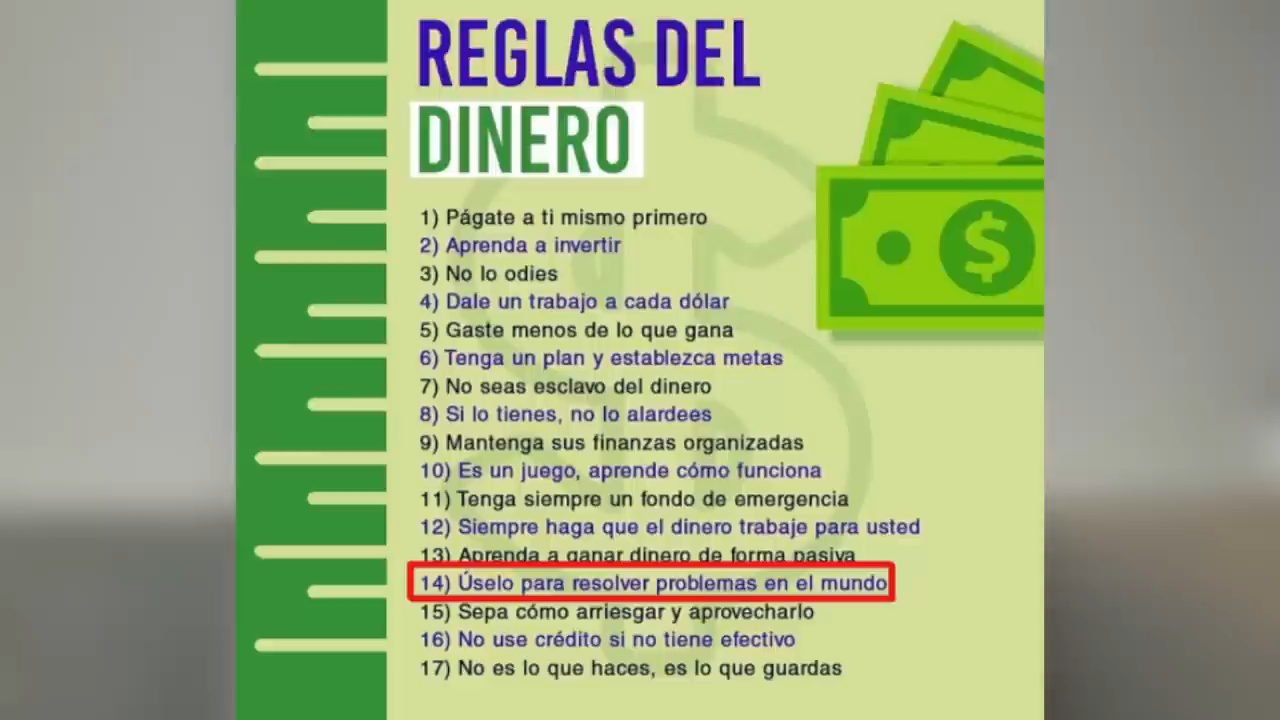 REGLAS DEL
DINERO
$
1) Págate a ti mismo primero
2) Aprenda a invertir
3) No lo odies
4) Dale un trabajo a cada dólar
5) Gaste menos de lo que gana
6) Tenga un plan y establezca metas
7) No seas esclavo del dinero
8) Si lo tienes, no lo alardees
9) Mantenga sus finanzas organizadas
10) Es un juego, aprende cómo funciona
11) Tenga siempre un fondo de emergencia
12) Siempre haga que el dinero trabaje para usted
13) Aprenda a ganar dinero de forma pasiva
14) Úselo para resolver problemas en el mundo
15) Sepa cómo arriesgar y aprovecharlo
16) No use crédito si no tiene efectivo
17) No es lo que haces, es lo que guardas